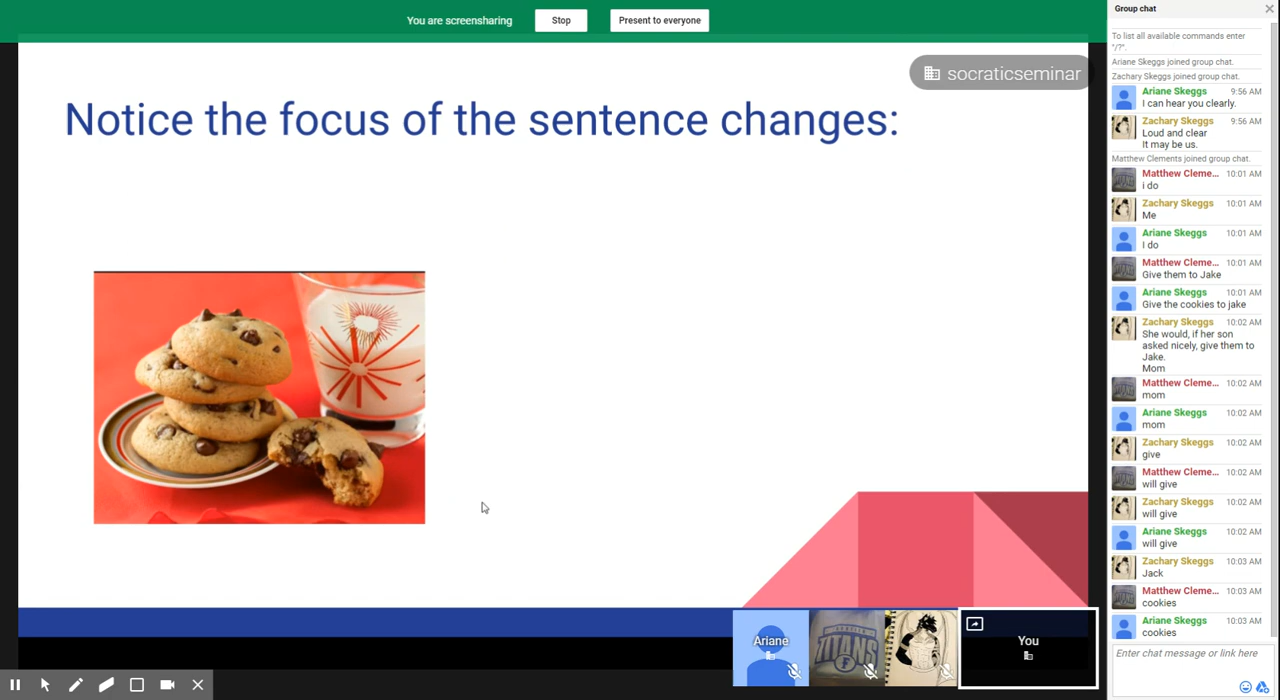 You are screensharing
Stop
Present to everyone
socraticseminar
Notice the focus of the sentence changes:
Ariane
TITANS
You
Group chat
To list all available commands enter
"/?".
Ariane Skeggs joined group chat.
Zachary Skeggs joined group chat.
Ariane Skeggs 9:56 AM
I can hear you clearly.
Zachary Skeggs 9:56 AM
Loud and clear
It may be us.
Matthew Clements joined group chat.
Matthew Cleme... 10:01 AM
i do
Zachary Skeggs 10:01 AM
Me
Ariane Skeggs 10:01 AM
I do
Matthew Cleme... 10:01 AM
Give them to Jake
Ariane Skeggs 10:01 AM
Give the cookies to jake
Zachary Skeggs 10:02 AM
She would, if her son
asked nicely, give them to
Jake.
Mom
Matthew Cleme... 10:02 AM
mom
Ariane Skeggs 10:02 AM
mom
Zachary Skeggs 10:02 AM
give
Matthew Cleme... 10:02 AM
will give
Zachary Skeggs 10:02 AM
will give
Ariane Skeggs 10:02 AM
will give
Zachary Skeggs 10:03 AM
Jack
Matthew Cleme... 10:03 AM
cookies
Ariane Skeggs 10:03 AM
cookies
Enter chat message or link here